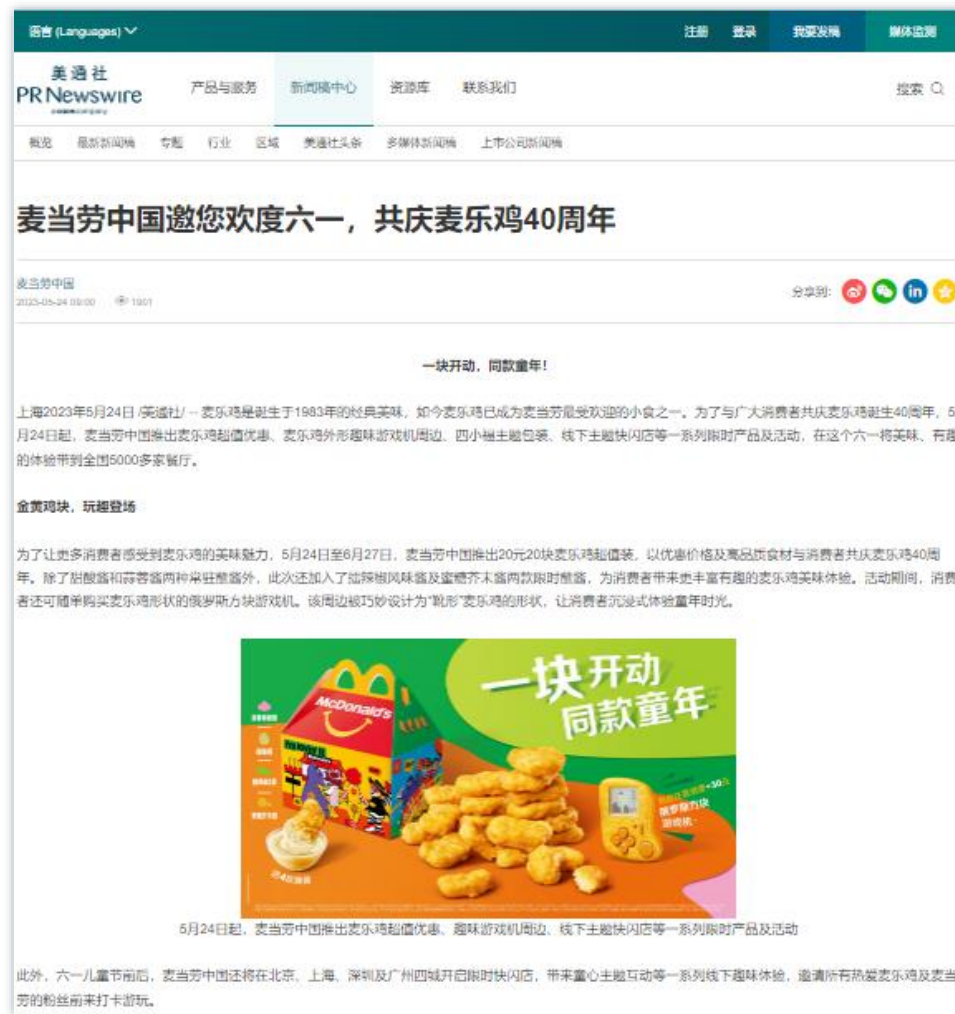 语言 (Languages)
注册 登录 我要发稿 媒体监测
美通社
PR Newswire
产品与服务 新闻稿中心 资源库 联系我们
搜索
概览 最新新闻稿 专题 行业 区域 美通社头条 多媒体新闻稿 上市公司新闻稿
麦当劳中国邀您欢度六一，共庆麦乐鸡40周年
麦当劳中国
2023-05-24 09:00 1901
分享到:
一块开动，同款童年！
上海2023年5月24日 /美通社/ -- 麦乐鸡是诞生于1983年的经典美味，如今麦乐鸡已成为麦当劳最受欢迎的小食之一。为了与广大消费者共庆麦乐鸡诞生40周年，5
月24日起，麦当劳中国推出麦乐鸡超值优惠、麦乐鸡外形趣味游戏机周边、四小福主题包装、线下主题快闪店等一系列限时产品及活动，在这个六一将美味、有趣
的体验带到全国5000多家餐厅。
金黄鸡块，玩趣登场
为了让更多消费者感受到麦乐鸡的美味魅力，5月24日至6月27日，麦当劳中国推出20元20块麦乐鸡超值装，以优惠价格及高品质食材与消费者共庆麦乐鸡40周
年。除了甜酸酱和蒜蓉酱两种常驻蘸酱外，此次还加入了油辣椒风味酱及蜜糖芥末酱两款限时蘸酱，为消费者带来更丰富有趣的麦乐鸡美味体验。活动期间，消费
者还可随单购买麦乐鸡形状的俄罗斯方块游戏机。该周边被巧妙设计为“靴形”麦乐鸡的形状，让消费者沉浸式体验童年时光。
一块开动
同款童年
McDonald's
+30元
俄罗斯方块
游戏机
5月24日起，麦当劳中国推出麦乐鸡超值优惠、趣味游戏机周边、线下主题快闪店等一系列限时产品及活动
此外，六一儿童节前后，麦当劳中国还将在北京、上海、深圳及广州四城开启限时快闪店，带来童心主题互动等一系列线下趣味体验，邀请所有热爱麦乐鸡及麦当
劳的粉丝前来打卡游玩。